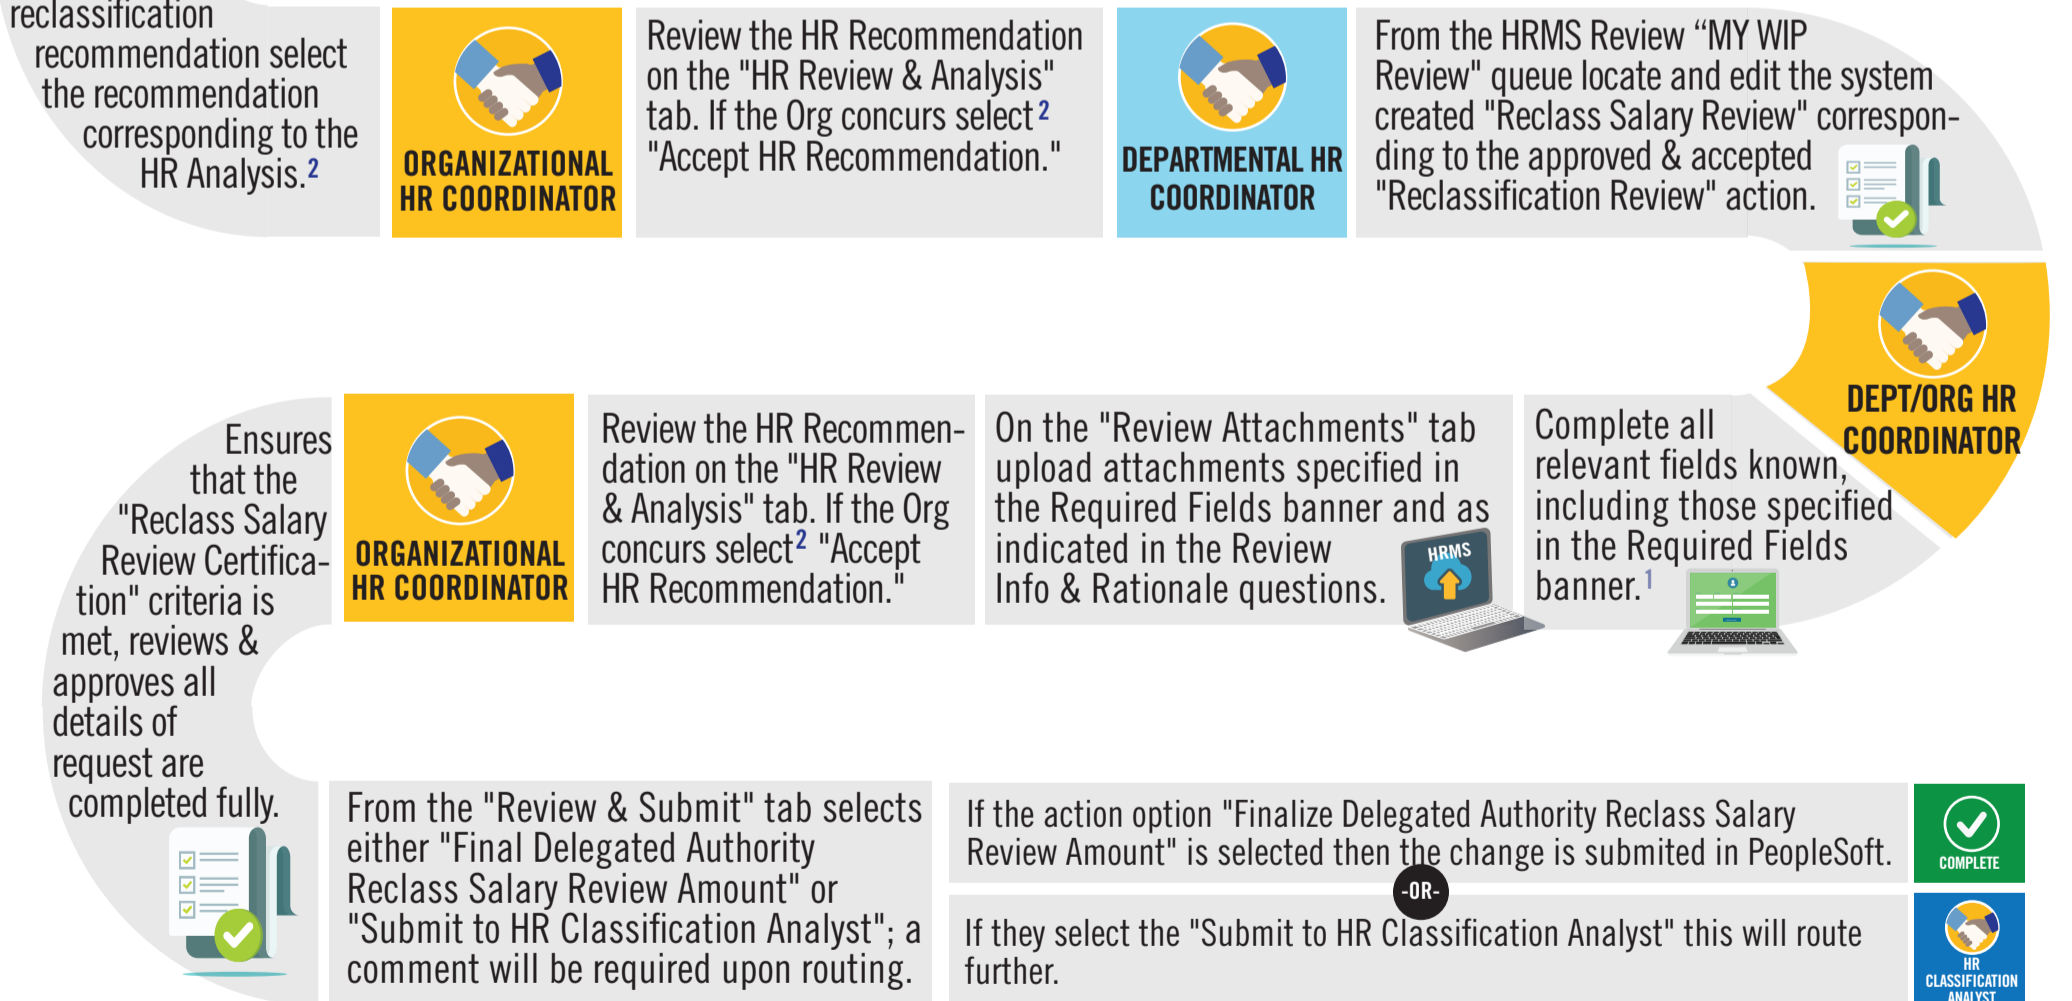 reclassification
recommendation select
the recommendation
corresponding to the
HR Analysis.2
ORGANIZATIONAL
HR COORDINATOR
Review the HR Recommendation
on the "HR Review & Analysis"
tab. If the Org concurs select 2
"Accept HR Recommendation."
DEPARTMENTAL HR
COORDINATOR
From the HRMS Review “MY WIP
Review" queue locate and edit the system
created "Reclass Salary Review" correspon-
ding to the approved & accepted
"Reclassification Review" action.
DEPT/ORG HR
COORDINATOR
Complete all
relevant fields known,
including those specified
in the Required Fields
banner. 1
On the "Review Attachments" tab
upload attachments specified in
the Required Fields banner and as
indicated in the Review
Info & Rationale questions.
HRMS
Review the HR Recommen-
dation on the "HR Review
& Analysis" tab. If the Org
concurs select2 "Accept
HR Recommendation."
ORGANIZATIONAL
HR COORDINATOR
Ensures
that the
"Reclass Salary
Review Certifica-
tion" criteria is
met, reviews &
approves all
details of
request are
completed fully.
From the "Review & Submit" tab selects
either "Final Delegated Authority
Reclass Salary Review Amount" or
"Submit to HR Classification Analyst"; a
comment will be required upon routing.
If the action option "Finalize Delegated Authority Reclass Salary
Review Amount" is selected then the change is submited in PeopleSoft.
COMPLETE
-OR-
If they select the "Submit to HR Classification Analyst" this will route
further.
HR
CLASSIFICATION
ANALYST